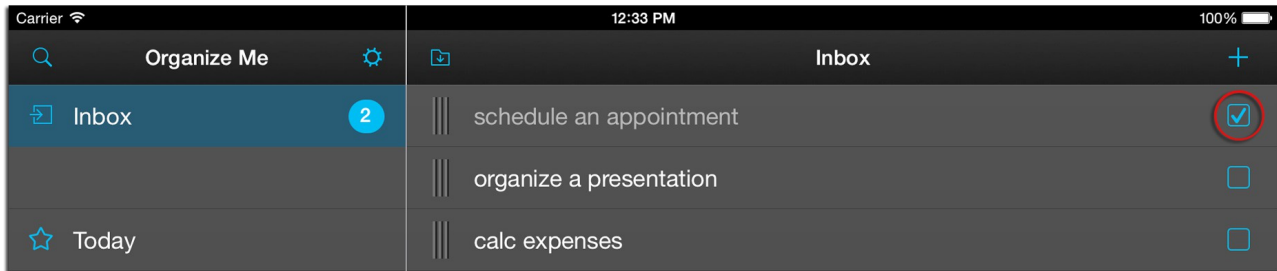 Carrier 12:33 PM 100%
Organize Me Inbox
Inbox 2 schedule an appointment
organize a presentation
Today calc expenses